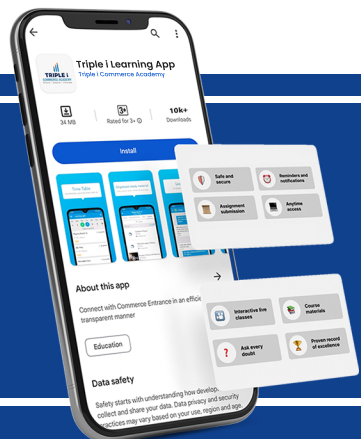 Triple i Learning App
Triple i Commerce Academy
TRIPLE i
COMMERCE ACADEMY
34 MB
3+
Rated for 3+
10k+
Downloads
Install
Time Table
About this app
Connect with Commerce Entrance in an efficie
transparent manner
Education
Data safety
Safety starts with understanding how develop
collect and share your data. Data privacy and security
practices may vary based on your use, region and age
Safe and
secure
Reminders and
notifications
Assignment
submission
Anytime
access
Interactive live
classes
Course
materials
Ask every
doubt
Proven record
of excellence